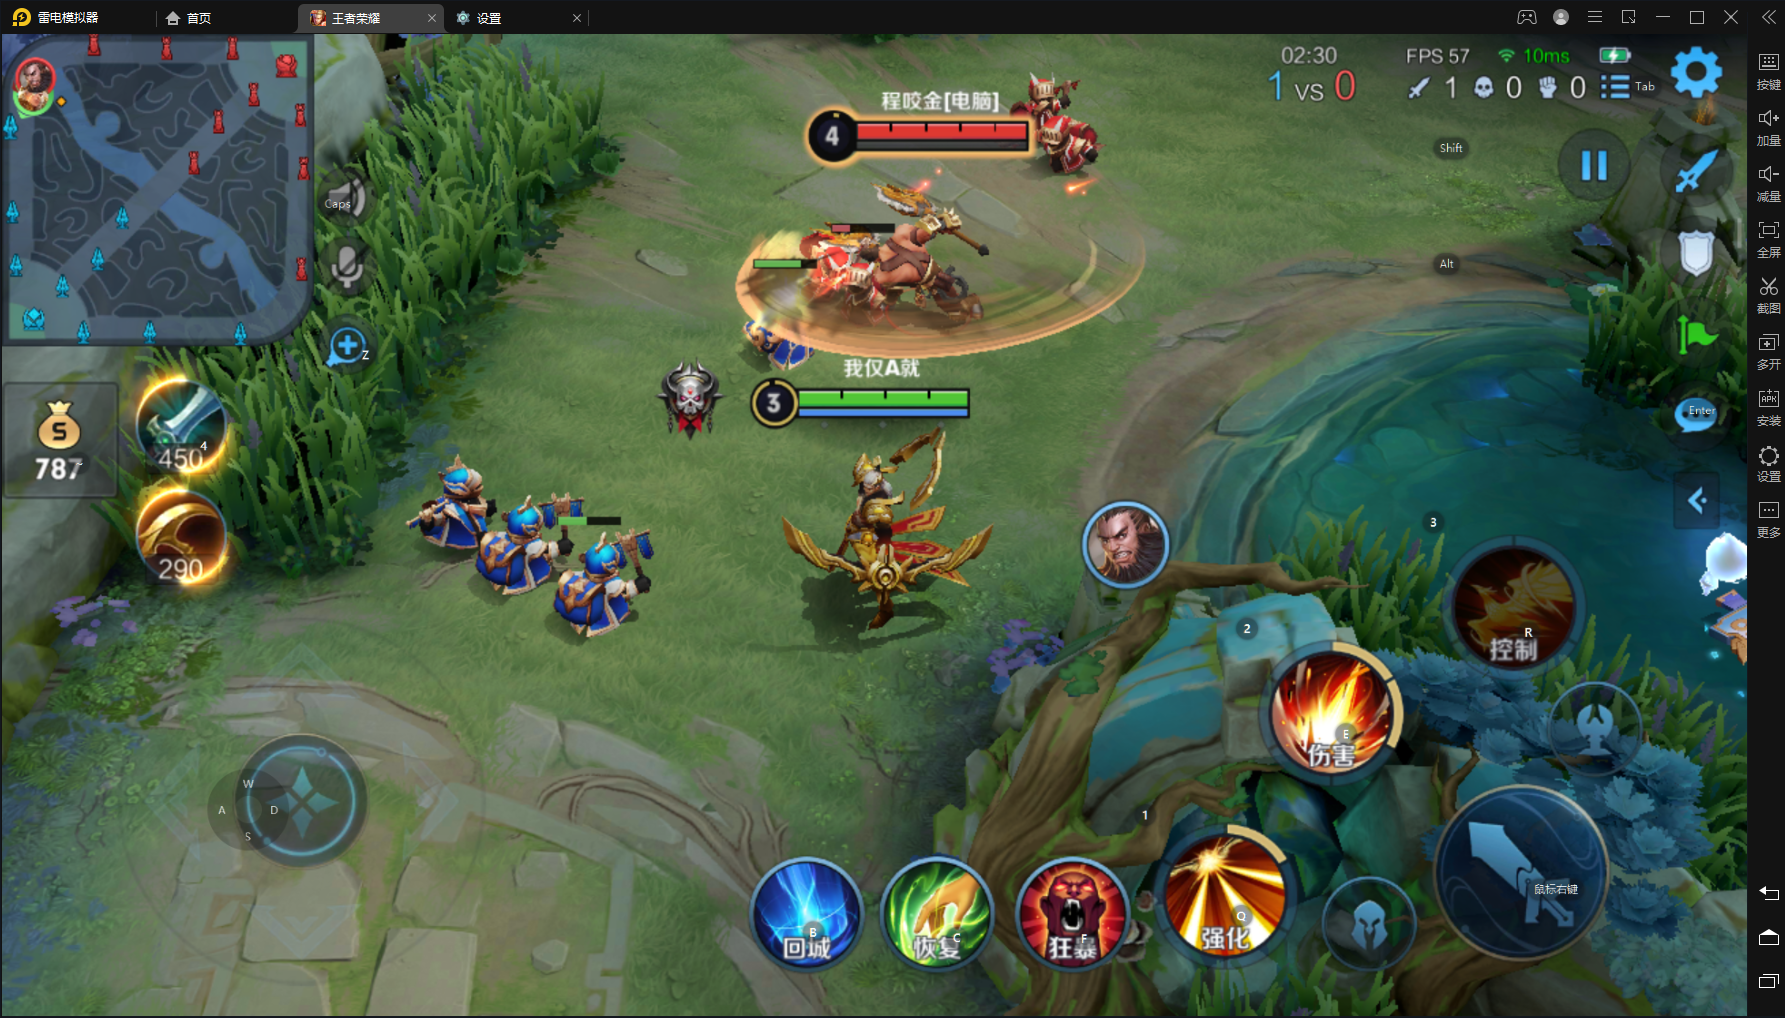 雷电模拟器
首页
王者荣耀
设置
02:30
FPS 57
10ms
1 VS 0
1
0
0
Tab
程咬金[电脑]
4
Shift
Caps
Alt
Z
我仅A就
3
Enter
787
~
450
4
290
3
2
R
控制
E
伤害
1
W
A
D
S
B
回城
C
恢复
F
狂暴
Q
强化
鼠标右键
按键
加量
减量
全屏
截图
多开
APK
安装
设置
更多